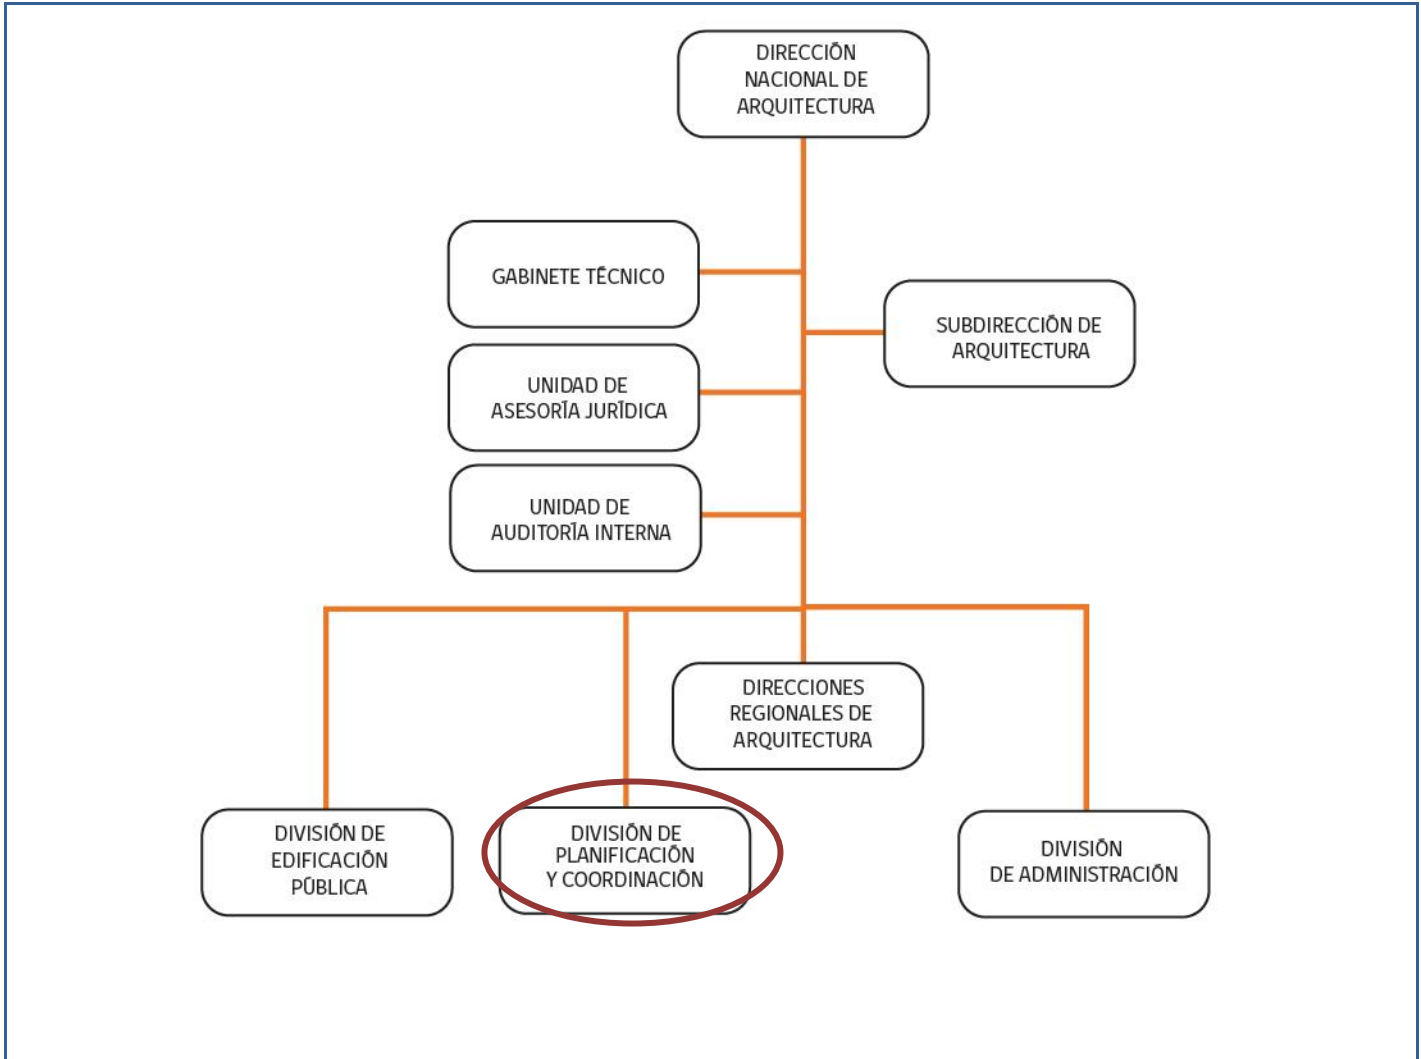 DIRECCIÓN
NACIONAL DE
ARQUITECTURA
GABINETE TÉCNICO
SUBDIRECCIÓN DE
ARQUITECTURA
UNIDAD DE
ASESORÍA JURÍDICA
UNIDAD DE
AUDITORÍA INTERNA
DIRECCIONES
REGIONALES DE
ARQUITECTURA
DIVISIÓN DE
EDIFICACIÓN
PÚBLICA
DIVISIÓN DE
PLANIFICACIÓN
Y COORDINACIÓN
DIVISIÓN
DE ADMINISTRACIÓN